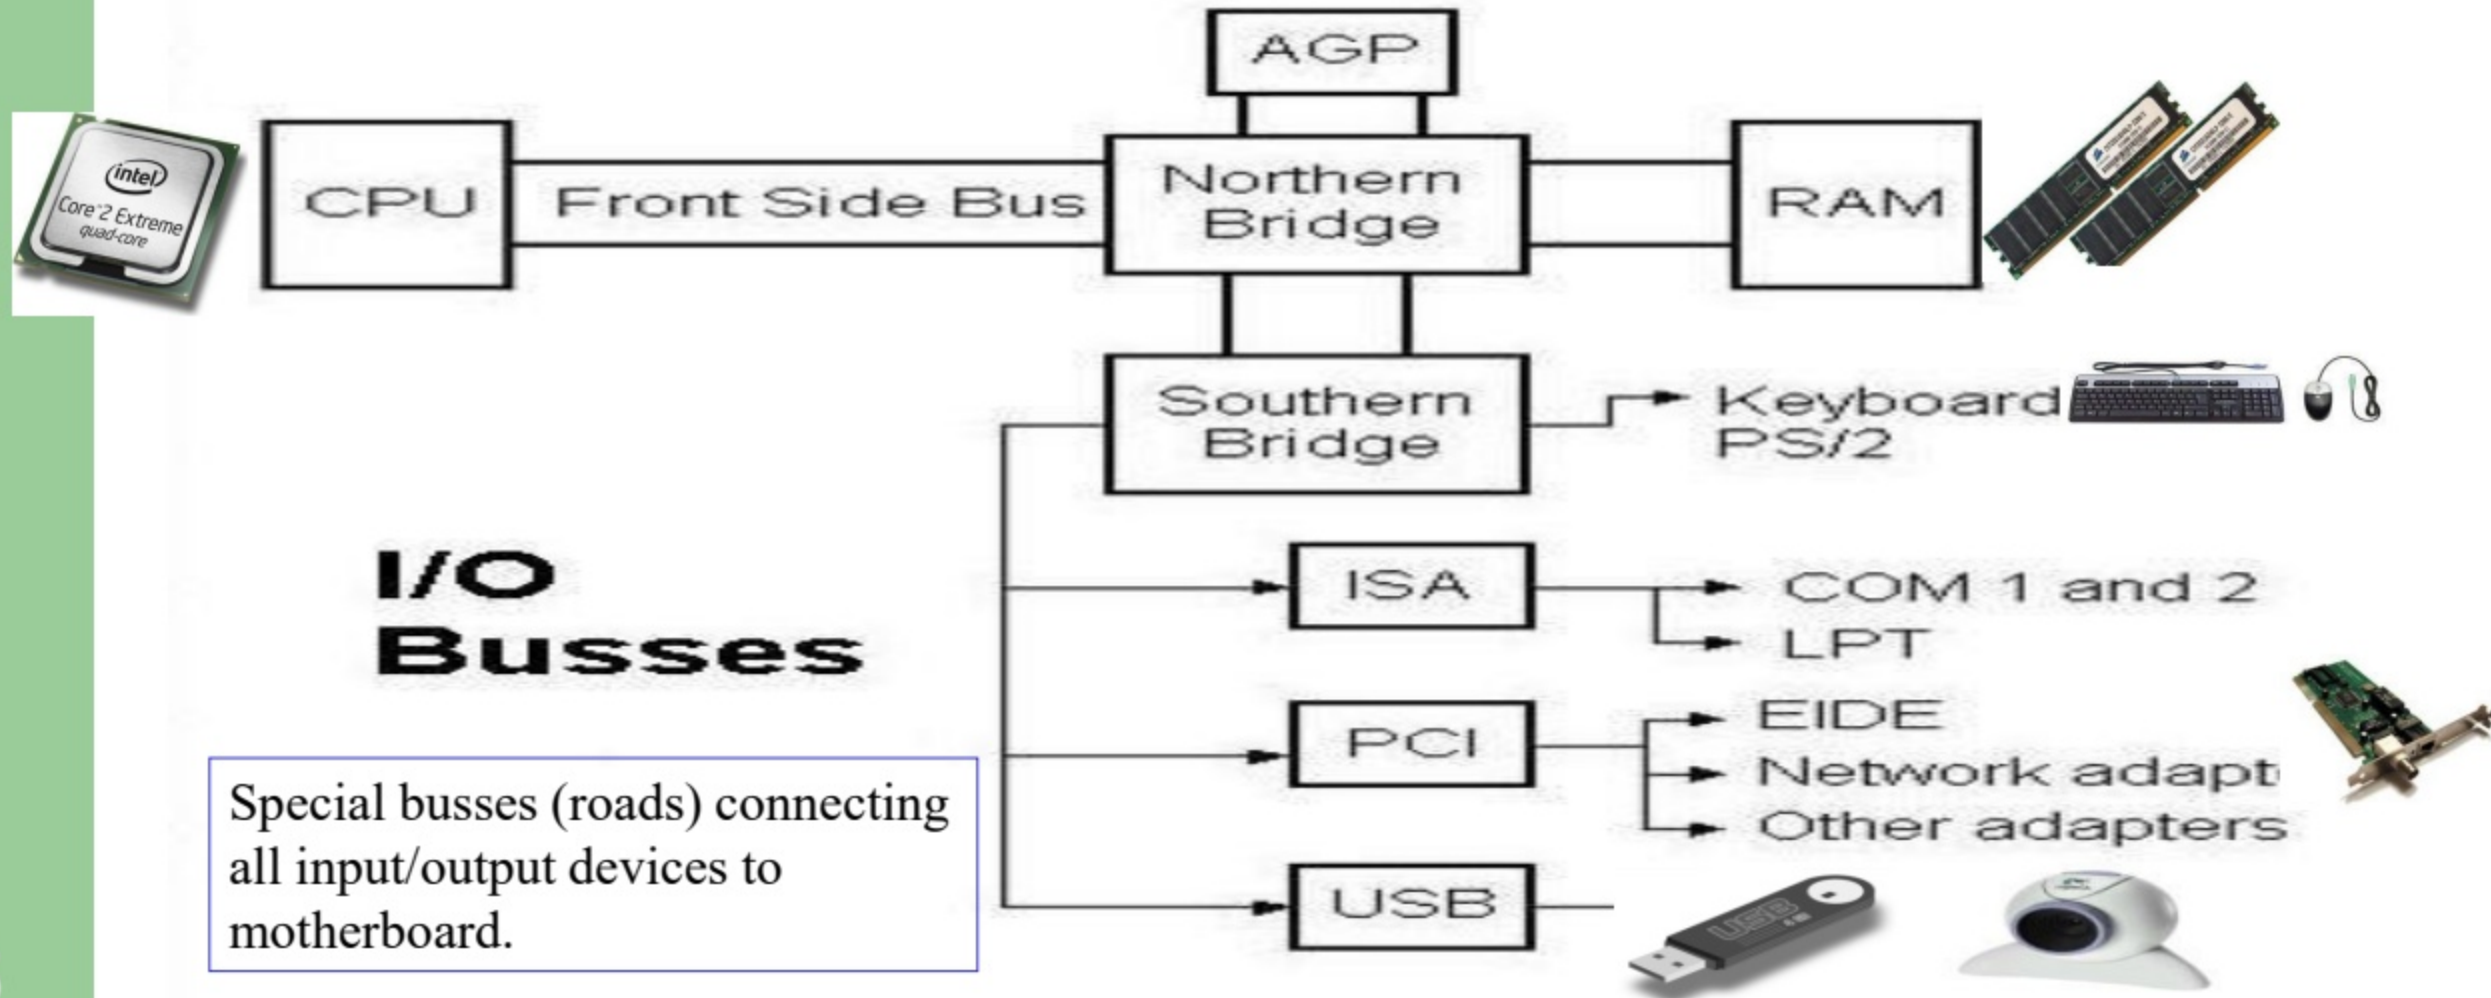 AGP
intel
Core™2 Extreme
quad-core
CPU
Front Side Bus
Northern
Bridge
RAM
Southern
Bridge
Keyboard
PS/2
I/O
Busses
ISA
COM 1 and 2
LPT
PCI
EIDE
Network adapt
Other adapters
Special busses (roads) connecting
all input/output devices to
motherboard.
USB
USB